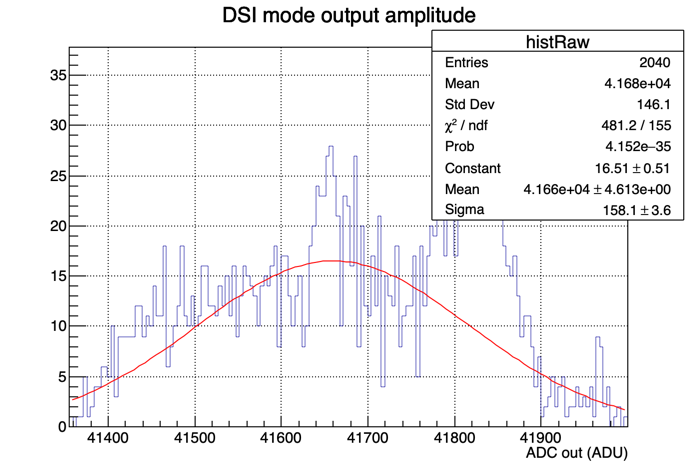 DSI mode output amplitude
histRaw
Entries 2040
Mean 4.168e+04
Std Dev 146.1
χ² / ndf 481.2 / 155
Prob 4.152e−35
Constant 16.51 ± 0.51
Mean 4.166e+04 ± 4.613e+00
Sigma 158.1 ± 3.6
35
30
25
20
15
10
5
0
41400 41500 41600 41700 41800 41900
ADC out (ADU)